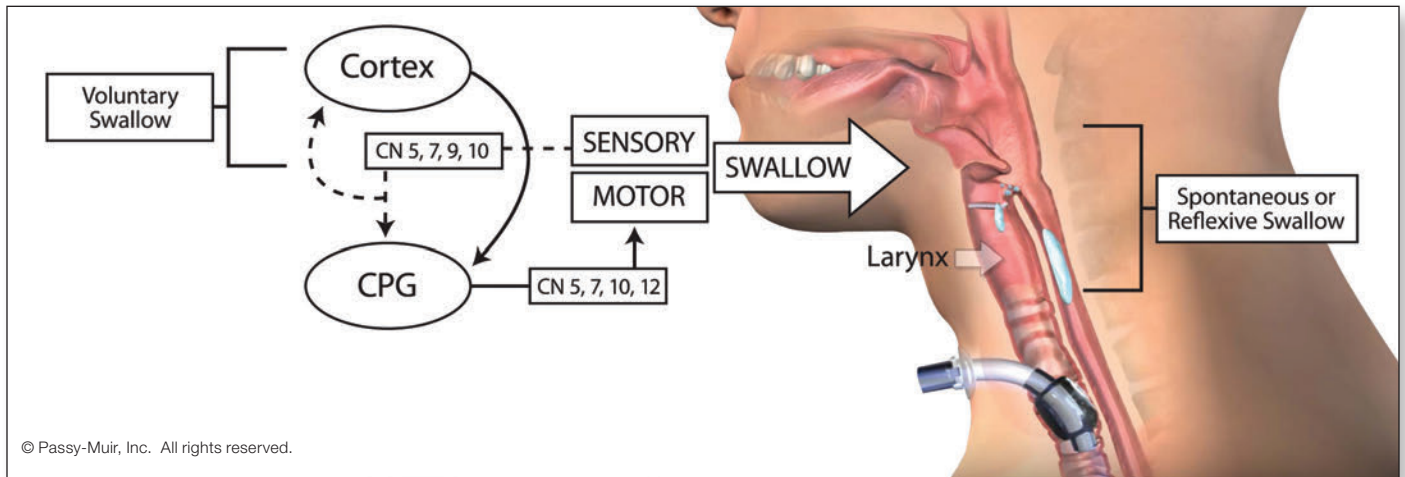 Cortex
Voluntary
Swallow
CN 5, 7, 9, 10
SENSORY
MOTOR
SWALLOW
CPG
CN 5, 7, 10, 12
Larynx
Spontaneous or
Reflexive Swallow
© Passy-Muir, Inc. All rights reserved.